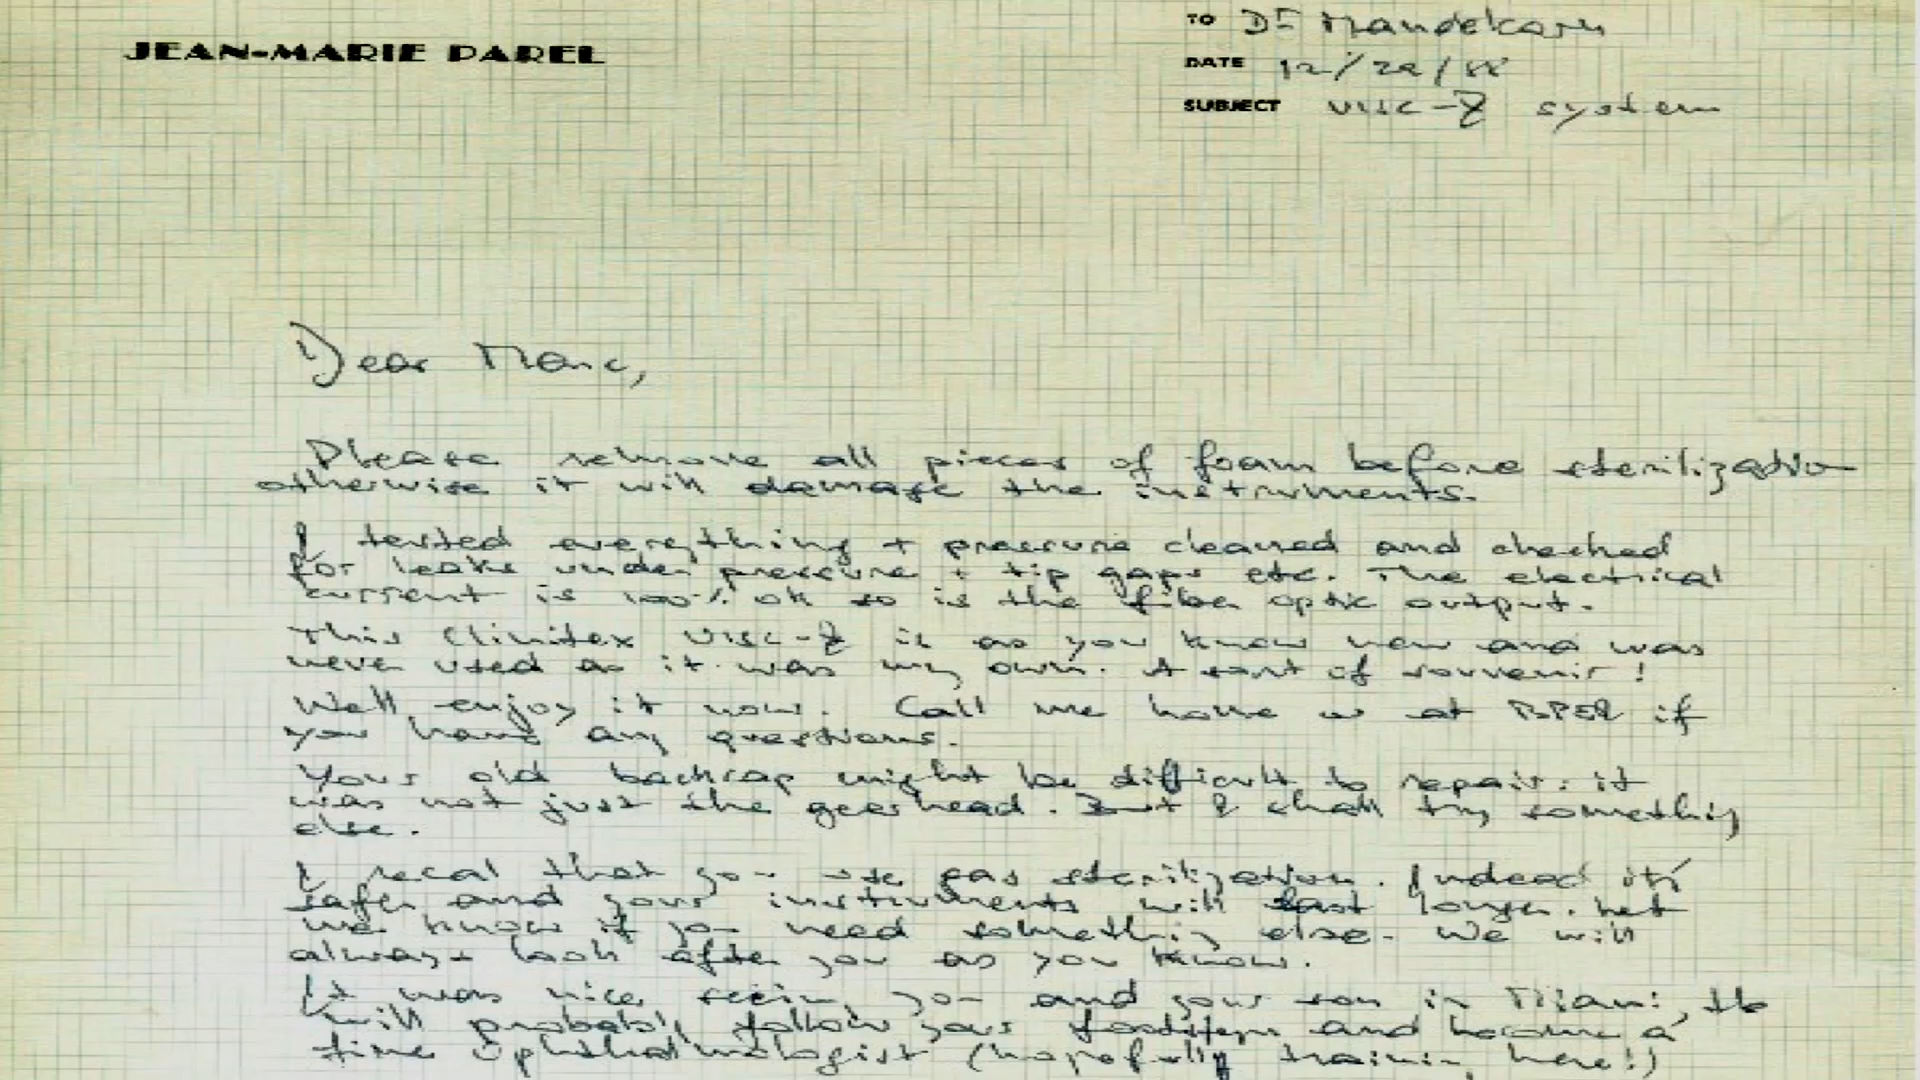 JEAN-MARIE PAREL
TO Dr Mandelcorn
DATE 12/22/88
SUBJECT VISC-Z system
Dear Marc,
Please remove all pieces of foam before sterilization
otherwise it will damage the instruments.
I tested everything + pressure cleaned and checked
for leaks under pressure + tip gaps etc. The electrical
current is 100% ok so is the fiber optic output.
This Clinitex VISC-Z is as you know new and was
never used as it was my own. A sort of souvenir !
Well enjoy it now. Call me home or at BPEI if
you have any questions.
Your old backcap might be difficult to repair: it
was not just the gearhead. But I shall try something
else.
I recal that you use gas sterilization. Indeed it's
safer and your instruments will last longer. Let
me know if you need something else. We will
always look after you as you know.
It was nice seeing you and your son in Miami,
will probably follow your footsteps and become a
time Ophthalmologist (hopefully training here!)